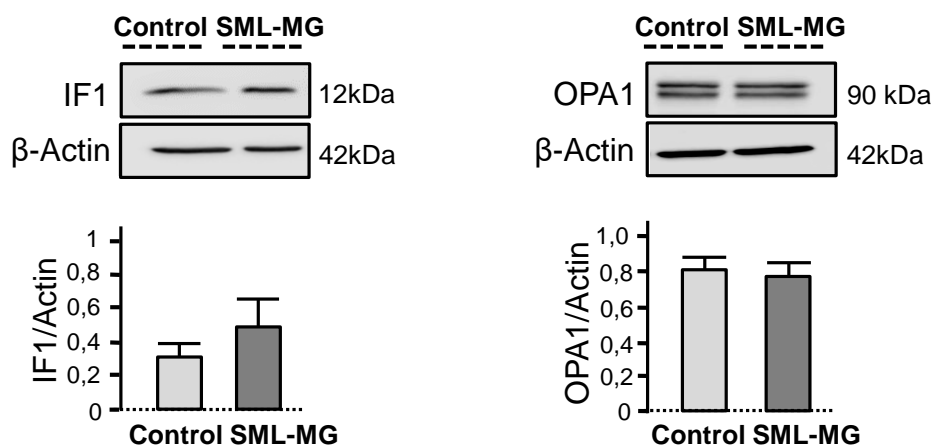 Control SML-MG
IF1
12kDa
β-Actin
42kDa
IF1/Actin
1
0,8
0,6
0,4
0,2
0
Control SML-MG
Control SML-MG
OPA1
90 kDa
β-Actin
42kDa
OPA1/Actin
1,0
0,8
0,6
0,4
0,2
0
Control SML-MG